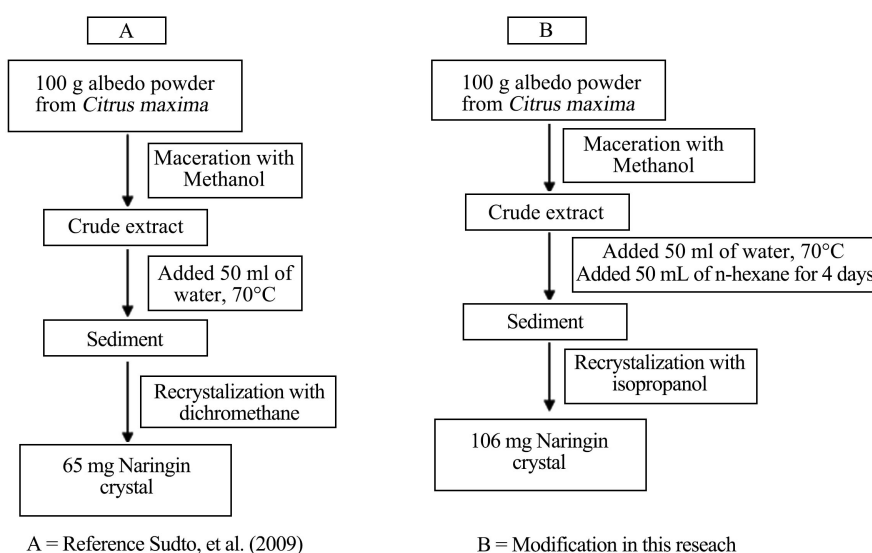 A
100 g albedo powder
from Citrus maxima
Maceration with
Methanol
Crude extract
Added 50 ml of
water, 70°C
Sediment
Recrystalization with
dichromethane
65 mg Naringin
crystal
A = Reference Sudto, et al. (2009)
B
100 g albedo powder
from Citrus maxima
Maceration with
Methanol
Crude extract
Added 50 ml of water, 70°C
Added 50 mL of n-hexane for 4 days
Sediment
Recrystalization with
isopropanol
106 mg Naringin
crystal
B = Modification in this reseach